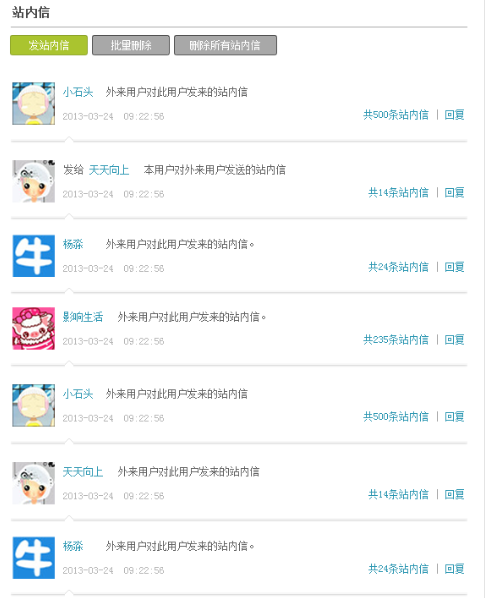 站内信
发站内信 批量删除 删除所有站内信
小石头 外来用户对此用户发来的站内信
2013-03-24 09:22:56 共500条站内信 | 回复
发给 天天向上 本用户对外来用户发送的站内信
2013-03-24 09:22:56 共14条站内信 | 回复
牛 杨淼 外来用户对此用户发来的站内信。
2013-03-24 09:22:56 共24条站内信 | 回复
影响生活 外来用户对此用户发来的站内信。
2013-03-24 09:22:56 共235条站内信 | 回复
小石头 外来用户对此用户发来的站内信
2013-03-24 09:22:56 共500条站内信 | 回复
天天向上 外来用户对此用户发来的站内信
2013-03-24 09:22:56 共14条站内信 | 回复
牛 杨淼 外来用户对此用户发来的站内信。
2013-03-24 09:22:56 共24条站内信 | 回复